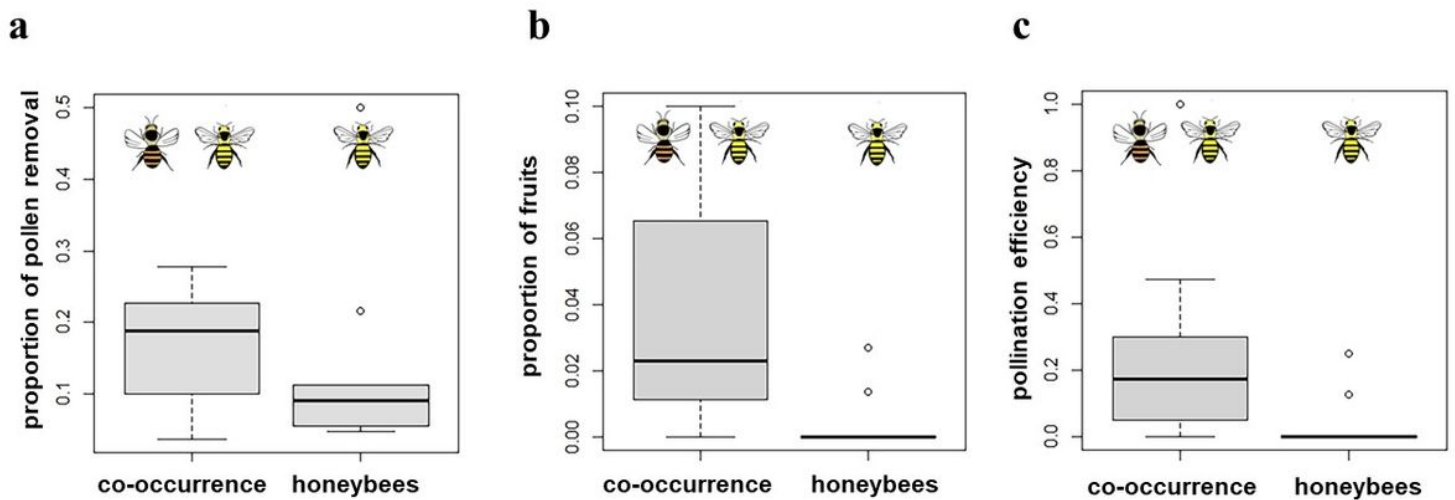 a
proportion of pollen removal
0.5
0.4
0.3
0.2
0.1
co-occurrence honeybees
b
proportion of fruits
0.10
0.08
0.06
0.04
0.02
0.00
co-occurrence honeybees
c
pollination efficiency
1.0
0.8
0.6
0.4
0.2
0.0
co-occurrence honeybees